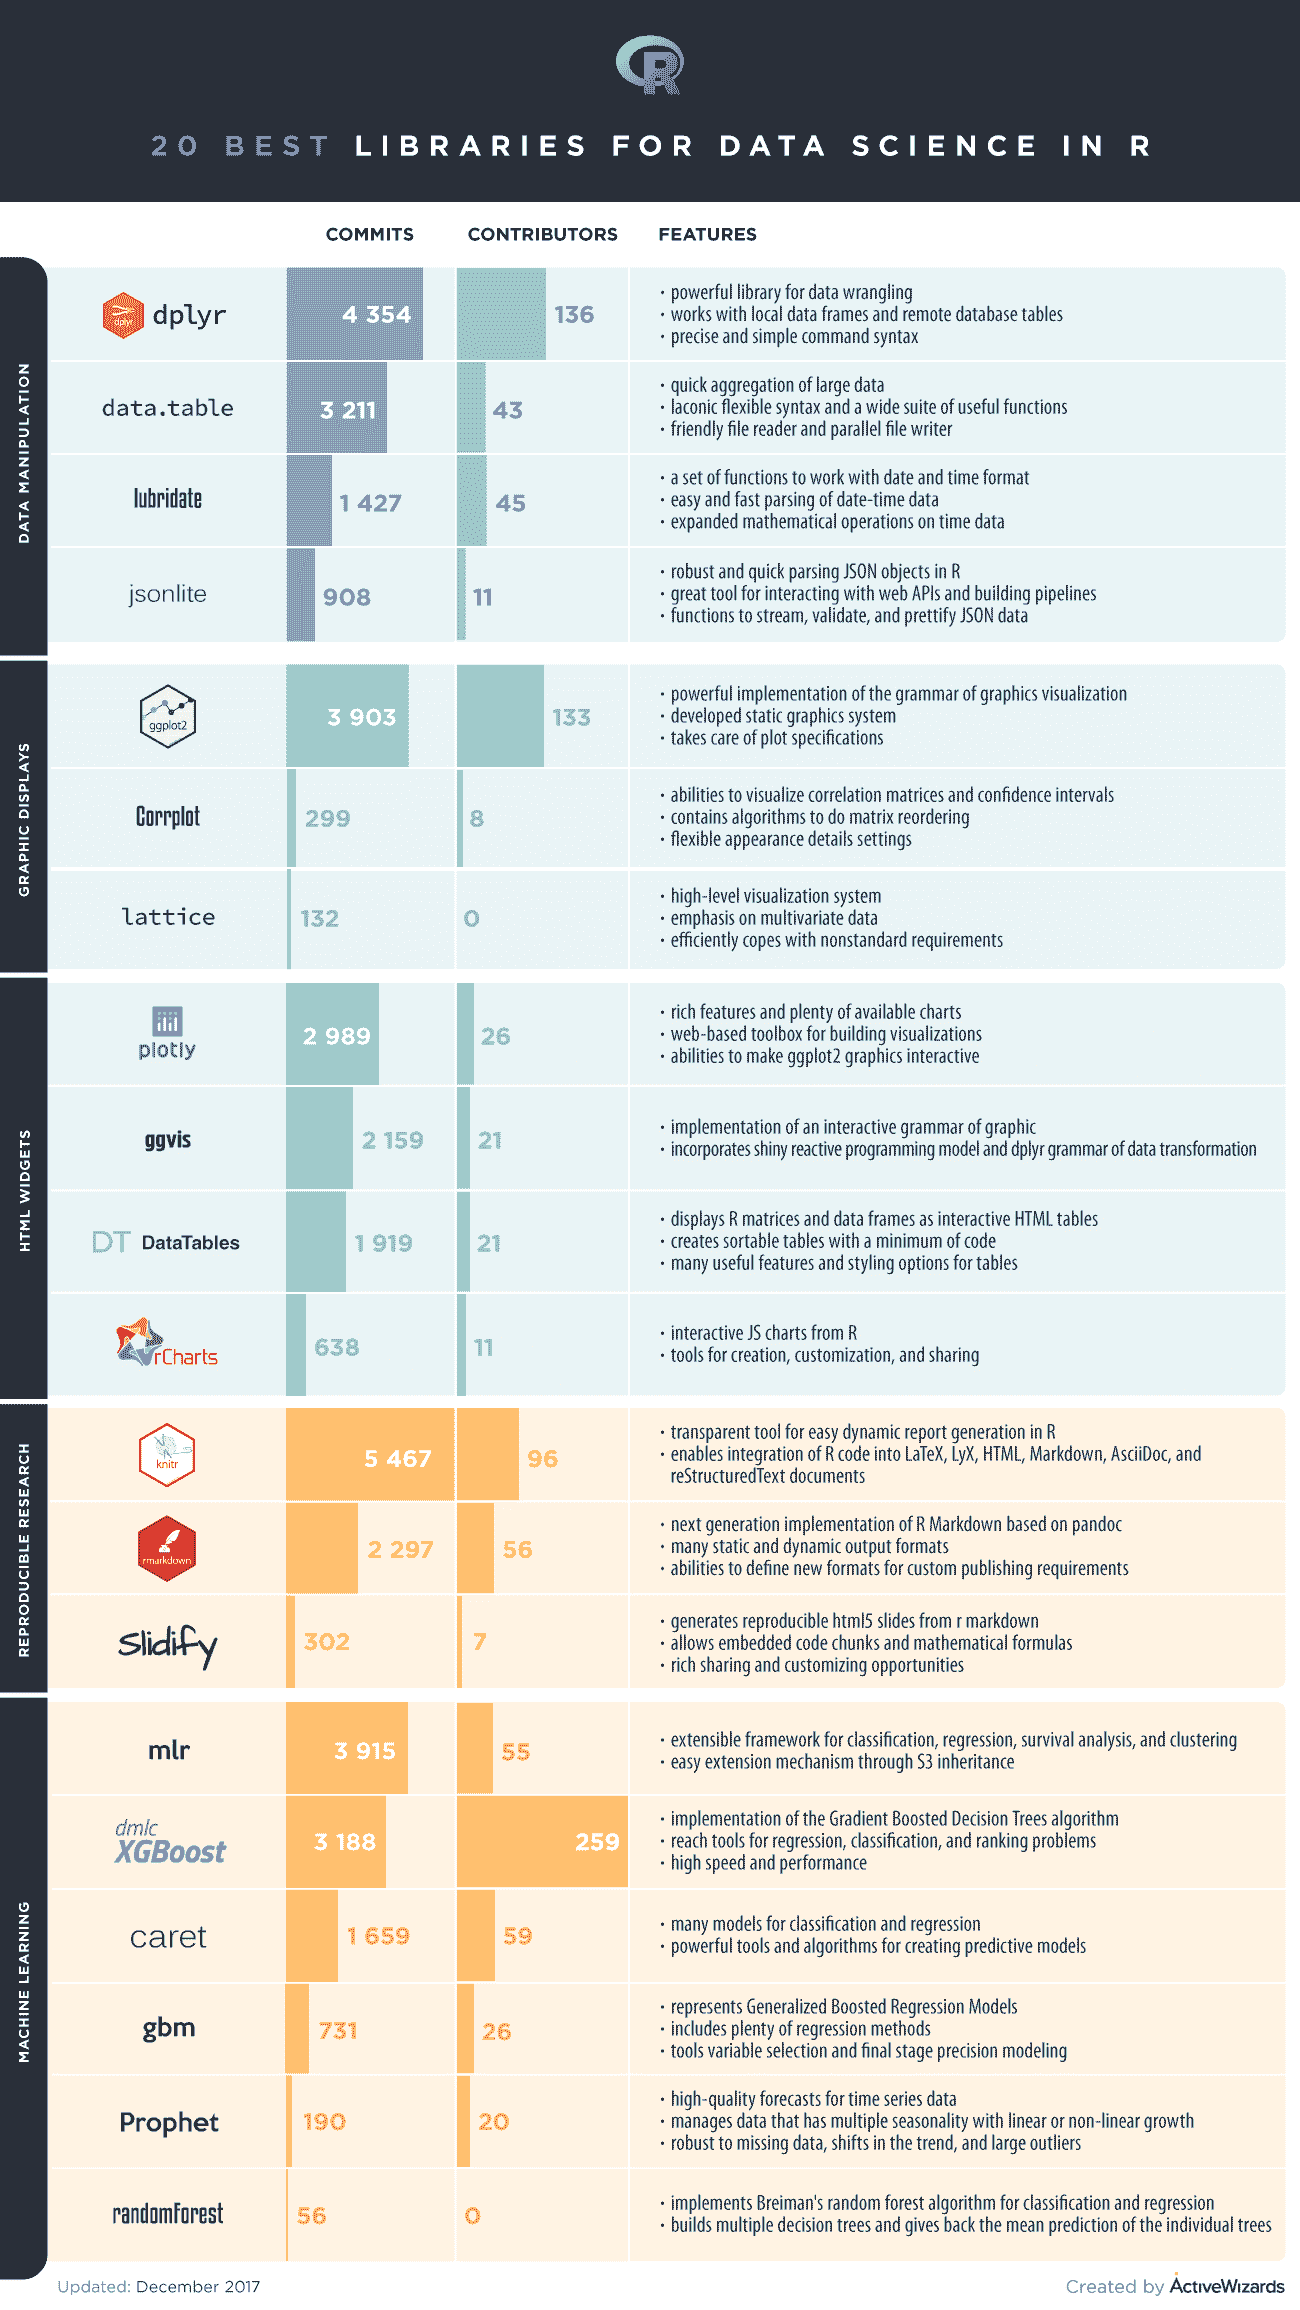 R
20 BEST LIBRARIES FOR DATA SCIENCE IN R
COMMITS CONTRIBUTORS FEATURES
DATA MANIPULATION
dplyr dplyr 4 354 136
· powerful library for data wrangling
· works with local data frames and remote database tables
· precise and simple command syntax
data.table 3 211 43
· quick aggregation of large data
· laconic flexible syntax and a wide suite of useful functions
· friendly file reader and parallel file writer
lubridate 1 427 45
· a set of functions to work with date and time format
· easy and fast parsing of date-time data
· expanded mathematical operations on time data
jsonlite 908 11
· robust and quick parsing JSON objects in R
· great tool for interacting with web APIs and building pipelines
· functions to stream, validate, and prettify JSON data
GRAPHIC DISPLAYS
ggplot2 3 903 133
· powerful implementation of the grammar of graphics visualization
· developed static graphics system
· takes care of plot specifications
Corrplot 299 8
· abilities to visualize correlation matrices and confidence intervals
· contains algorithms to do matrix reordering
· flexible appearance details settings
lattice 132 0
· high-level visualization system
· emphasis on multivariate data
· efficiently copes with nonstandard requirements
HTML WIDGETS
plotly 2 989 26
· rich features and plenty of available charts
· web-based toolbox for building visualizations
· abilities to make ggplot2 graphics interactive
ggvis 2 159 21
· implementation of an interactive grammar of graphic
· incorporates shiny reactive programming model and dplyr grammar of data transformation
DT DataTables 1 919 21
· displays R matrices and data frames as interactive HTML tables
· creates sortable tables with a minimum of code
· many useful features and styling options for tables
rCharts 638 11
· interactive JS charts from R
· tools for creation, customization, and sharing
REPRODUCIBLE RESEARCH
knitr 5 467 96
· transparent tool for easy dynamic report generation in R
· enables integration of R code into LaTeX, LyX, HTML, Markdown, AsciiDoc, and
reStructuredText documents
rmarkdown 2 297 56
· next generation implementation of R Markdown based on pandoc
· many static and dynamic output formats
· abilities to define new formats for custom publishing requirements
Slidify 302 7
· generates reproducible html5 slides from r markdown
· allows embedded code chunks and mathematical formulas
· rich sharing and customizing opportunities
MACHINE LEARNING
mlr 3 915 55
· extensible framework for classification, regression, survival analysis, and clustering
· easy extension mechanism through S3 inheritance
dmlc
XGBoost 3 188 259
· implementation of the Gradient Boosted Decision Trees algorithm
· reach tools for regression, classification, and ranking problems
· high speed and performance
caret 1 659 59
· many models for classification and regression
· powerful tools and algorithms for creating predictive models
gbm 731 26
· represents Generalized Boosted Regression Models
· includes plenty of regression methods
· tools variable selection and final stage precision modeling
Prophet 190 20
· high-quality forecasts for time series data
· manages data that has multiple seasonality with linear or non-linear growth
· robust to missing data, shifts in the trend, and large outliers
randomForest 56 0
· implements Breiman's random forest algorithm for classification and regression
· builds multiple decision trees and gives back the mean prediction of the individual trees
Updated: December 2017
Created by ActiveWizards